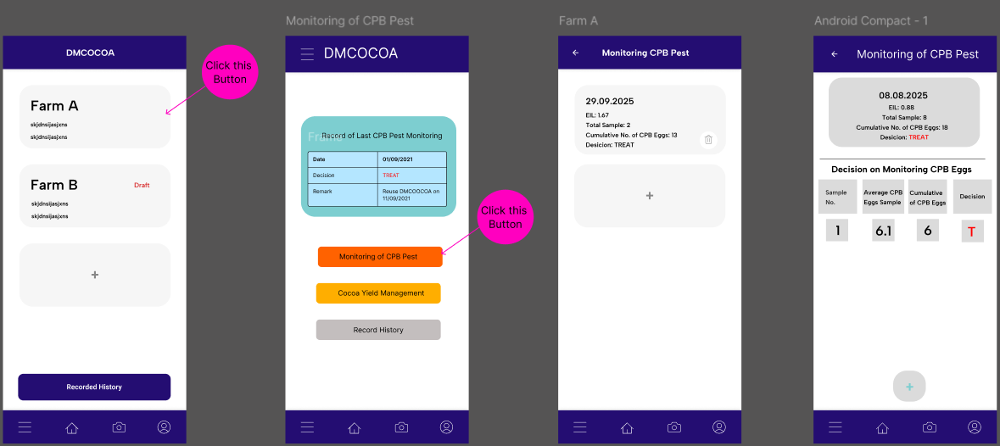 Monitoring of CPB Pest
Farm A
Android Compact - 1
DMCOCOA
Farm A
skjdnsijasjxns
skjdnsijasjxns
Farm B
Draft
skjdnsijasjxns
skjdnsijasjxns
+
Recorded History
Click this
Button
DMCOCOA
Record of Last CPB Pest Monitoring
Date 01/09/2021
Decision TREAT
Remark Reuse DMCOOCOA on
11/09/2021
Monitoring of CPB Pest
Cocoa Yield Management
Record History
Click this
Button
Monitoring CPB Pest
29.09.2025
EIL: 1.67
Total Sample: 2
Cumulative No. of CPB Eggs: 13
Desicion: TREAT
+
Monitoring of CPB Pest
08.08.2025
EIL: 0.88
Total Sample: 8
Cumulative No. of CPB Eggs: 18
Desicion: TREAT
Decision on Monitoring CPB Eggs
Sample
No.
Average CPB
Eggs Sample
Cumulative
of CPB Eggs
Decision
1 6.1 6 T
+